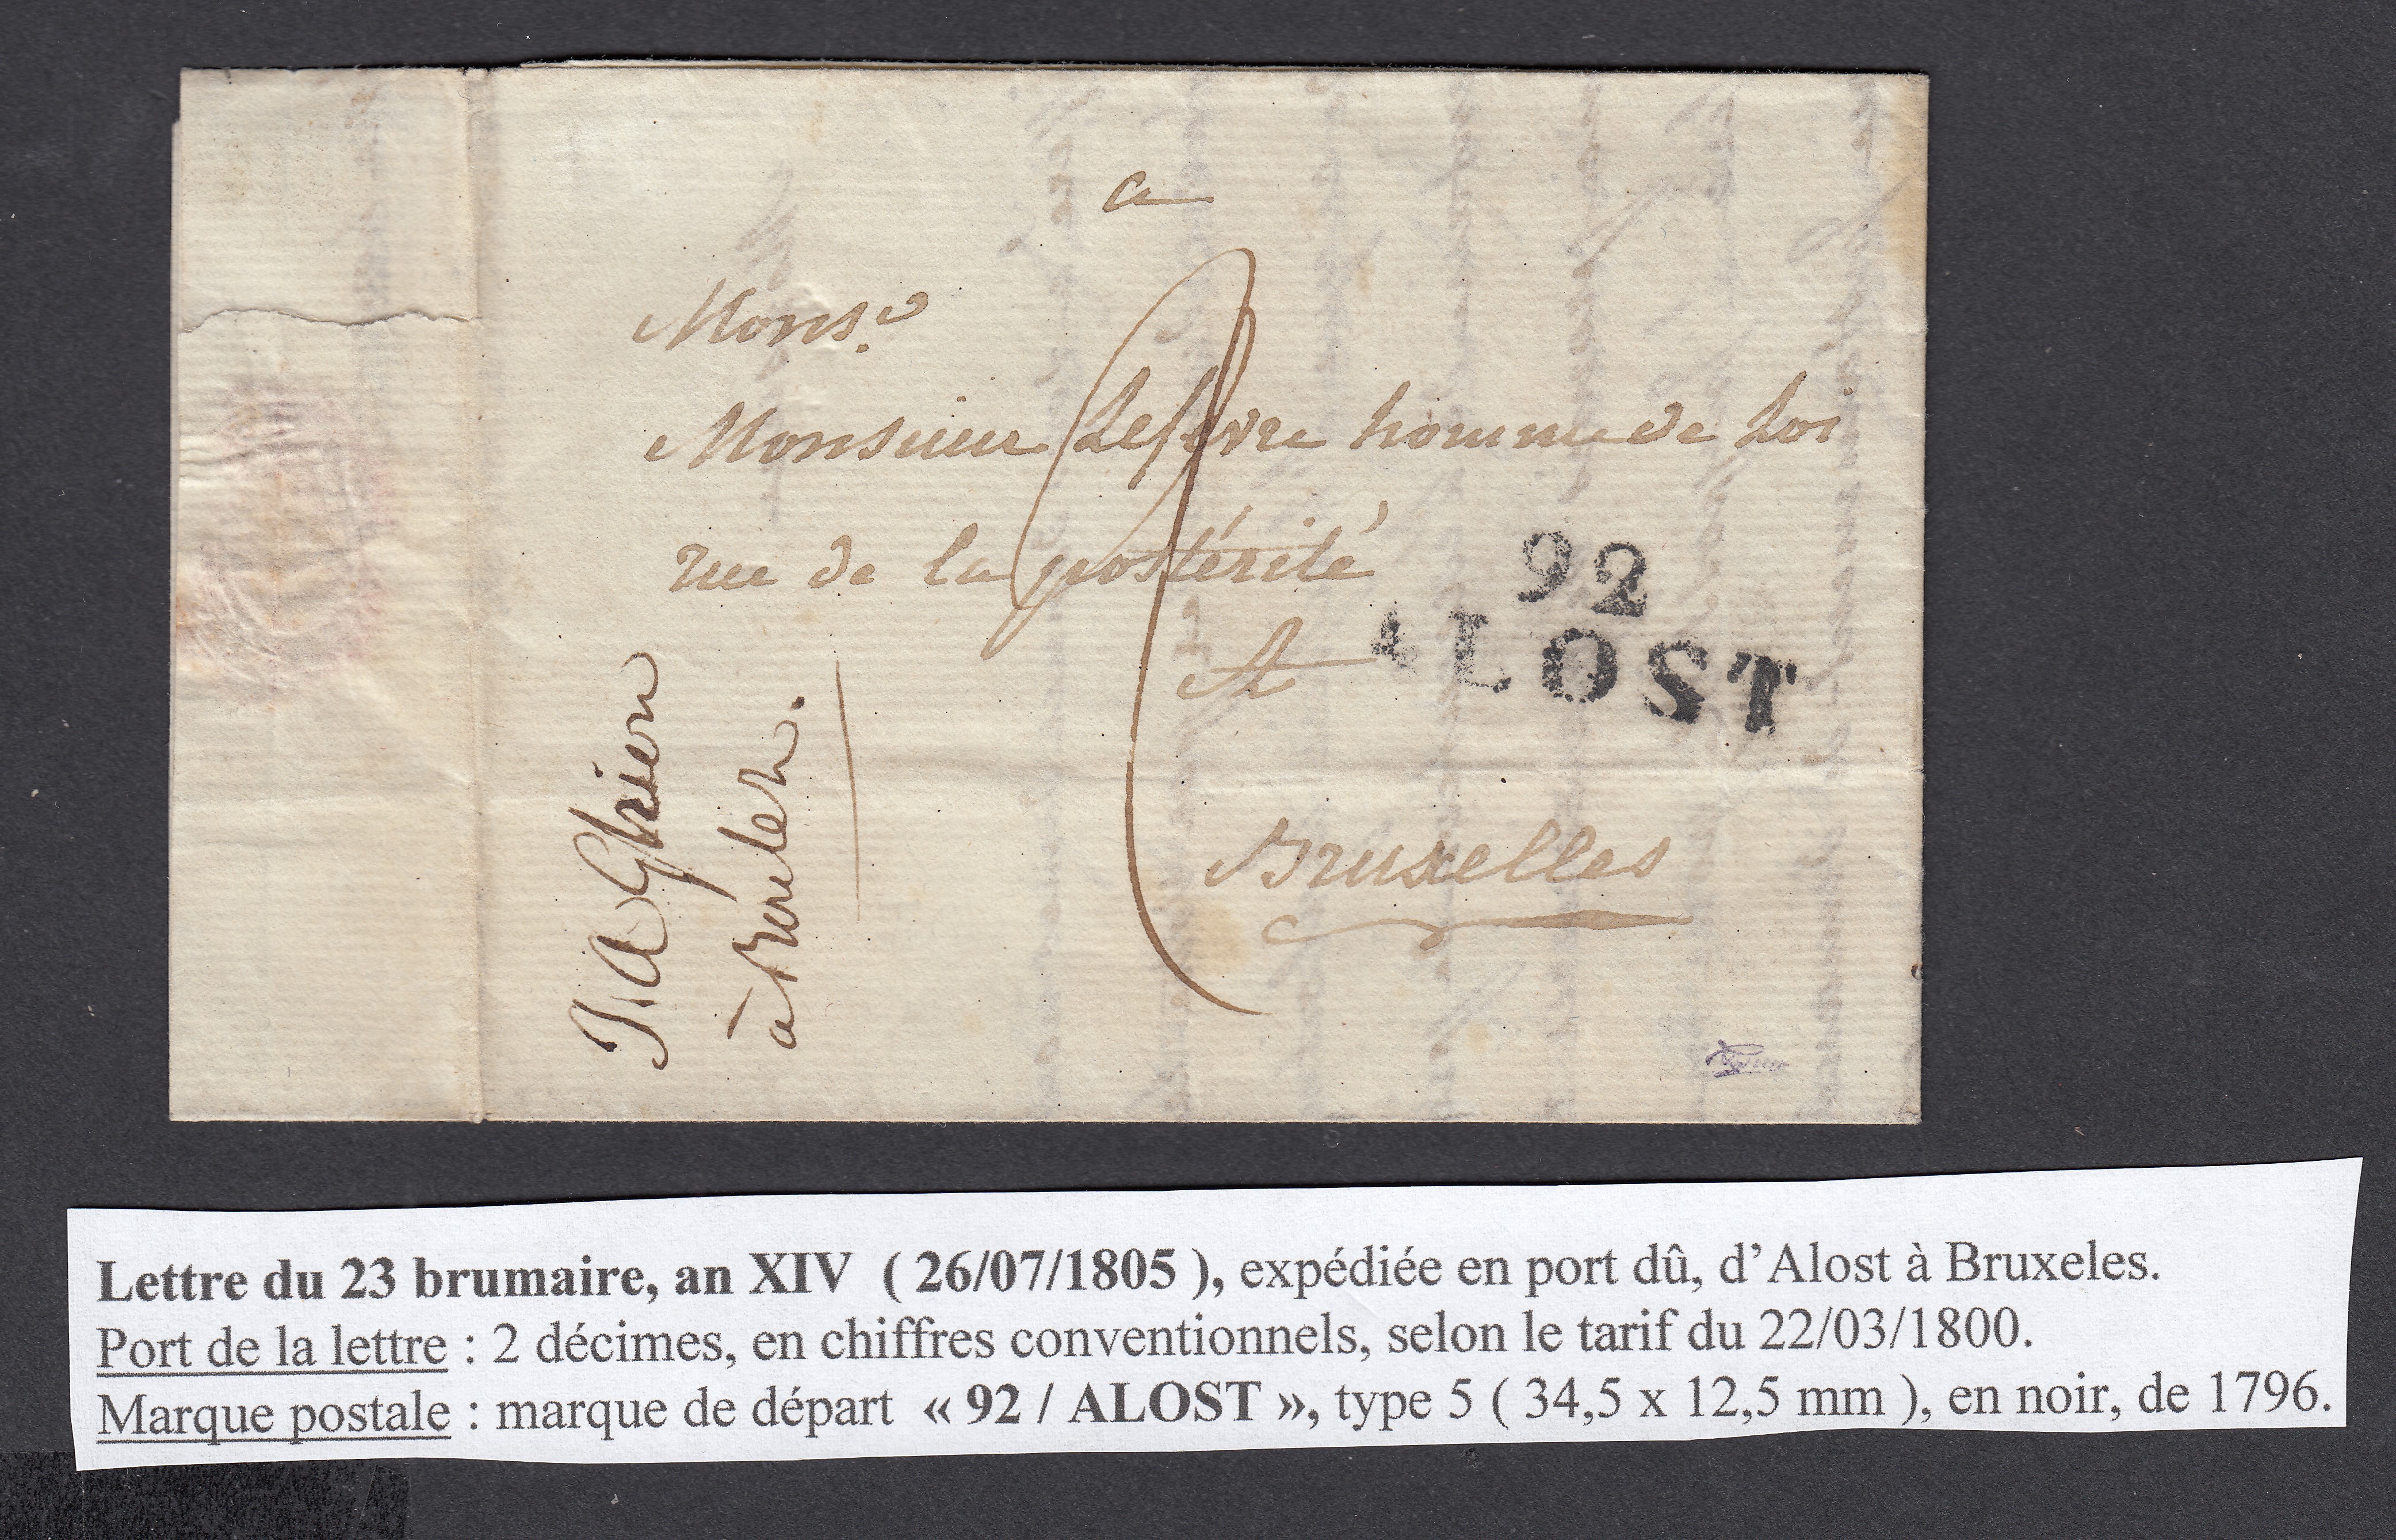 a
Mons.r
Monsieur Lefevre homme de loi
rue de la postérité
92
ALOST
A
Bruxelles
à
Lettre du 23 brumaire, an XIV ( 26/07/1805 ), expédiée en port dû, d’Alost à Bruxeles.
Port de la lettre : 2 décimes, en chiffres conventionnels, selon le tarif du 22/03/1800.
Marque postale : marque de départ « 92 / ALOST », type 5 ( 34,5 x 12,5 mm ), en noir, de 1796.